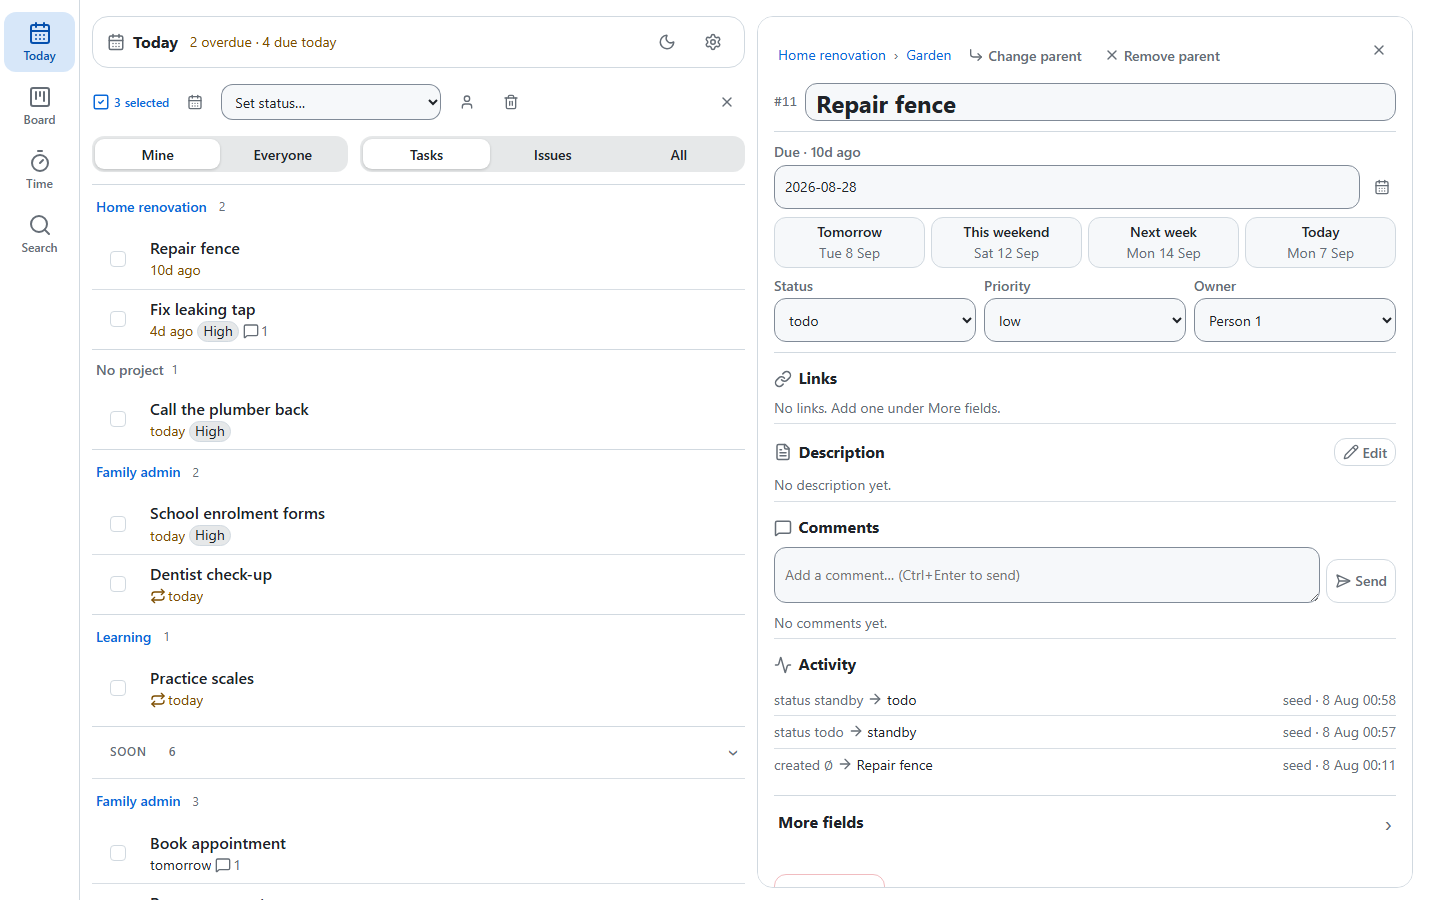 Today
Board
Time
Search
Today 2 overdue · 4 due today
3 selected Set status...
Mine Everyone Tasks Issues All
Home renovation 2
Repair fence
10d ago
Fix leaking tap
4d ago High 1
No project 1
Call the plumber back
today High
Family admin 2
School enrolment forms
today High
Dentist check-up
today
Learning 1
Practice scales
today
SOON 6
Family admin 3
Book appointment
tomorrow 1
Home renovation › Garden Change parent Remove parent
#11 Repair fence
Due · 10d ago
2026-08-28
Tomorrow This weekend Next week Today
Tue 8 Sep Sat 12 Sep Mon 14 Sep Mon 7 Sep
Status Priority Owner
todo low Person 1
Links
No links. Add one under More fields.
Description Edit
No description yet.
Comments
Add a comment... (Ctrl+Enter to send) Send
No comments yet.
Activity
status standby → todo seed · 8 Aug 00:58
status todo → standby seed · 8 Aug 00:57
created ∅ → Repair fence seed · 8 Aug 00:11
More fields ›